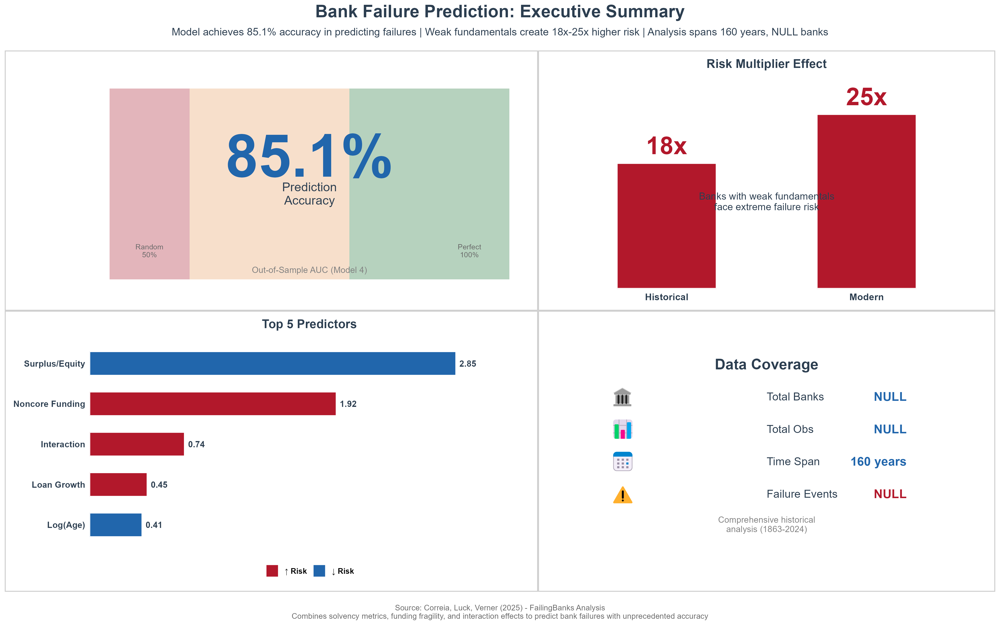 Bank Failure Prediction: Executive Summary
Model achieves 85.1% accuracy in predicting failures | Weak fundamentals create 18x-25x higher risk | Analysis spans 160 years, NULL banks
85.1%
Prediction
Accuracy
Random
50%
Perfect
100%
Out-of-Sample AUC (Model 4)
Risk Multiplier Effect
25x
18x
Banks with weak fundamentals
face extreme failure risk
Historical
Modern
Top 5 Predictors
Surplus/Equity 2.85
Noncore Funding 1.92
Interaction 0.74
Loan Growth 0.45
Log(Age) 0.41
↑ Risk ↓ Risk
Data Coverage
Total Banks NULL
Total Obs NULL
Time Span 160 years
Failure Events NULL
Comprehensive historical
analysis (1863-2024)
Source: Correia, Luck, Verner (2025) - FailingBanks Analysis
Combines solvency metrics, funding fragility, and interaction effects to predict bank failures with unprecedented accuracy